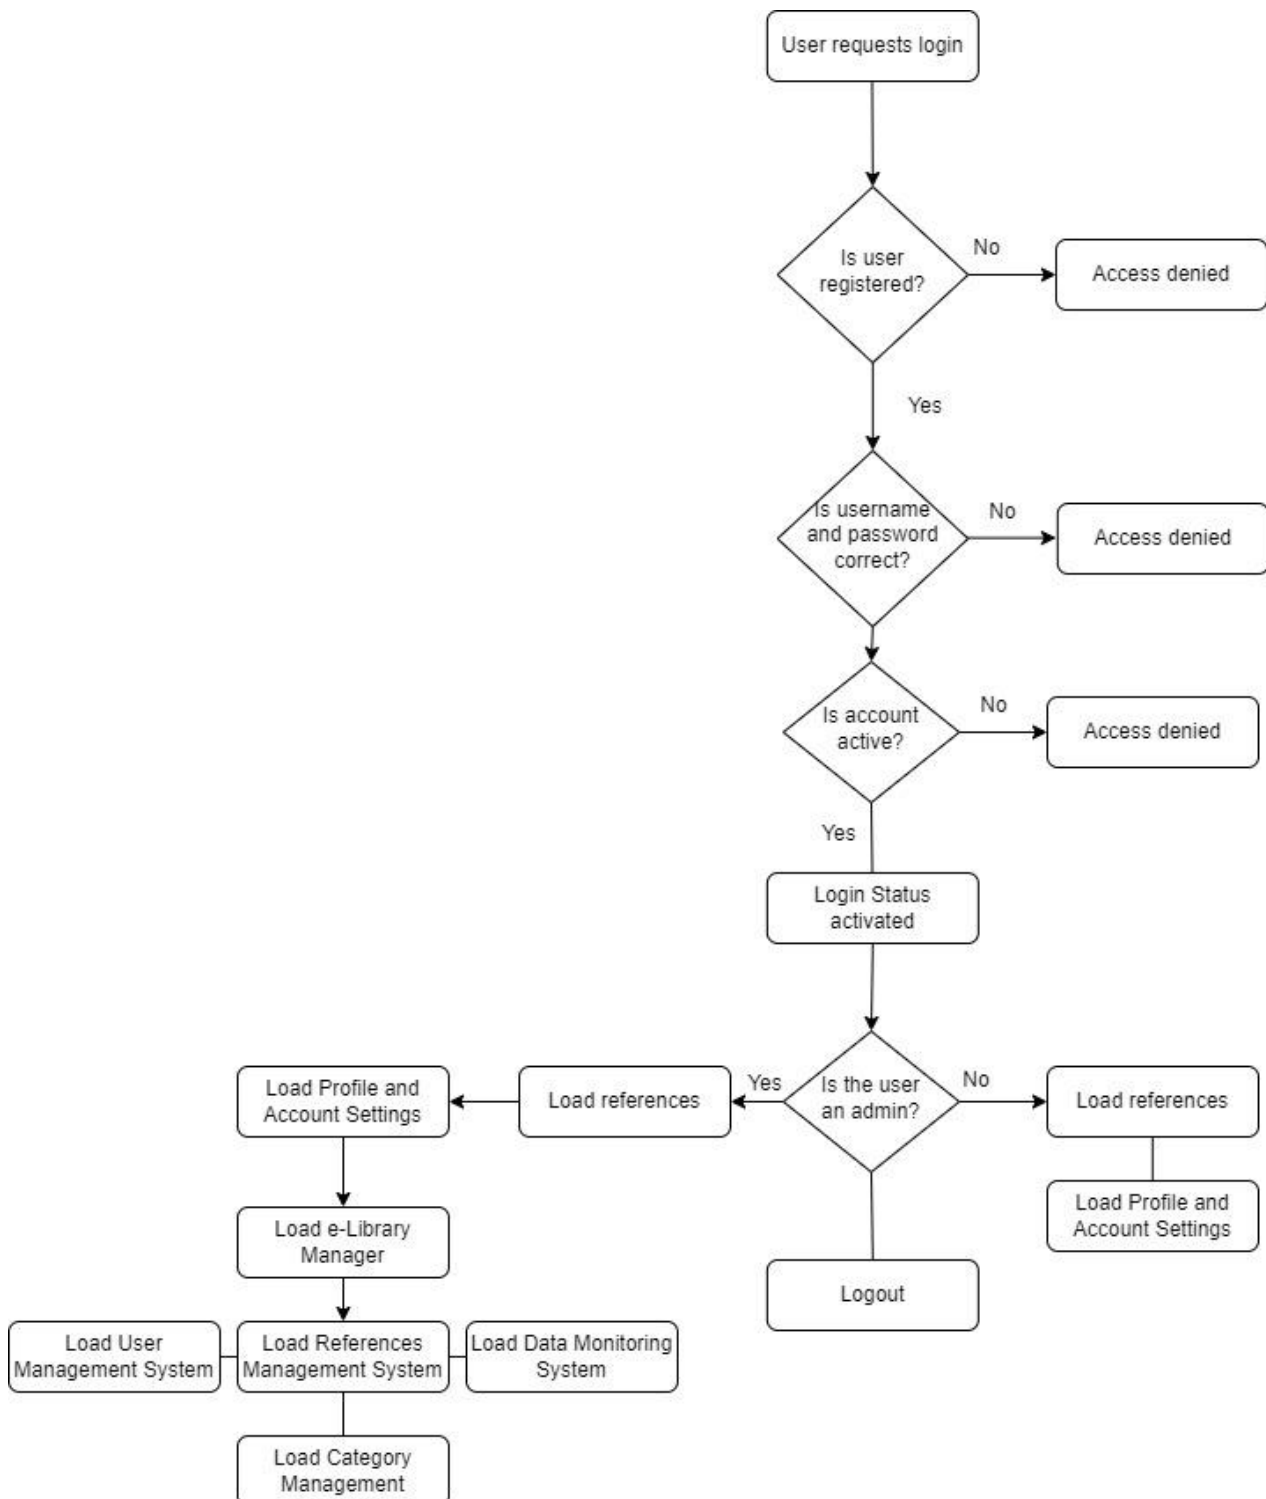 User requests login
Is user
registered?
No
Access denied
Yes
Is username
and password
correct?
No
Access denied
Is account
active?
No
Access denied
Yes
Login Status
activated
Is the user
an admin?
Yes
No
Load references
Load references
Load Profile and
Account Settings
Load Profile and
Account Settings
Load e-Library
Manager
Logout
Load User
Management System
Load References
Management System
Load Data Monitoring
System
Load Category
Management